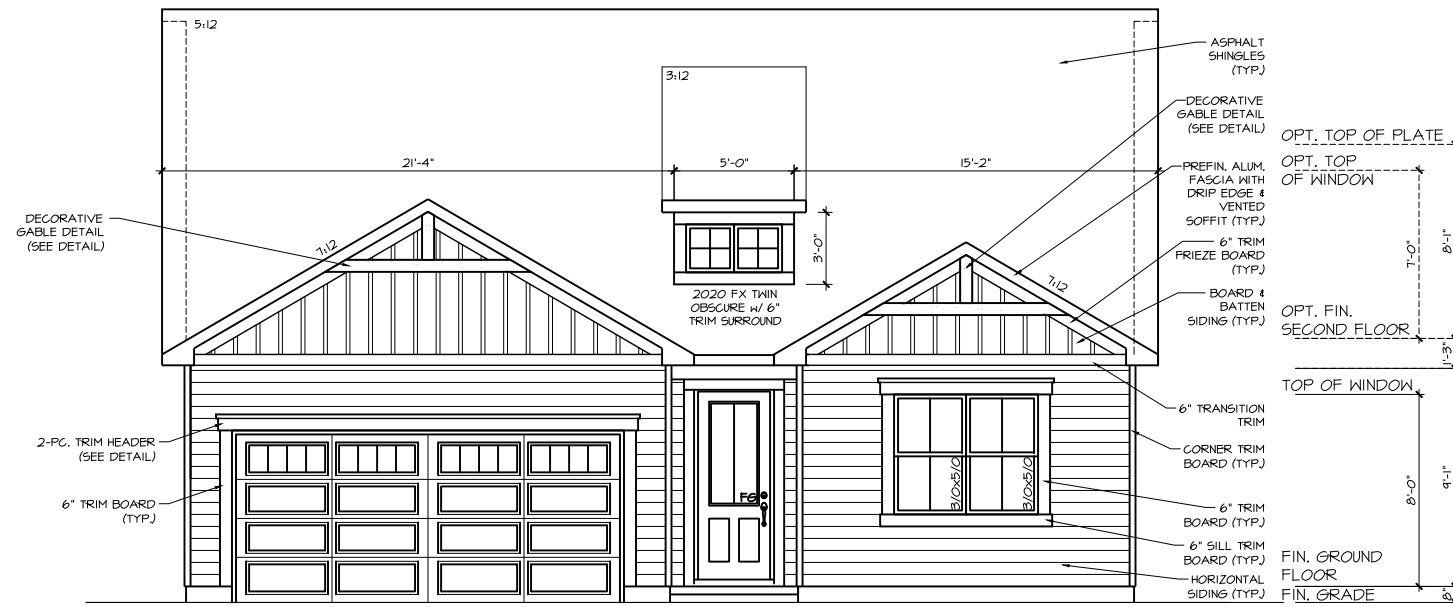 5:12
3:12
21'-4"
5'-0"
15'-2"
ASPHALT
SHINGLES
(TYP.)
DECORATIVE
GABLE DETAIL
(SEE DETAIL)
PREFIN. ALUM.
FASCIA WITH
DRIP EDGE &
VENTED
SOFFIT (TYP.)
6" TRIM
FRIEZE BOARD
(TYP.)
BOARD &
BATTEN
SIDING (TYP.)
DECORATIVE
GABLE DETAIL
(SEE DETAIL)
7:12
3'-0"
7:12
2020 FX TWIN
OBSCURE W/ 6"
TRIM SURROUND
OPT. TOP OF PLATE
OPT. TOP
OF WINDOW
7'-0"
8'-1"
OPT. FIN.
SECOND FLOOR
1'-3"
TOP OF WINDOW
6" TRANSITION
TRIM
CORNER TRIM
BOARD (TYP.)
6" TRIM
BOARD (TYP.)
6" SILL TRIM
BOARD (TYP.)
HORIZONTAL
SIDING (TYP.)
2-PC. TRIM HEADER
(SEE DETAIL)
6" TRIM BOARD
(TYP.)
FG
3/0x5/0
3/0x5/0
8'-0"
9'-1"
FIN. GROUND
FLOOR
FIN. GRADE
8"